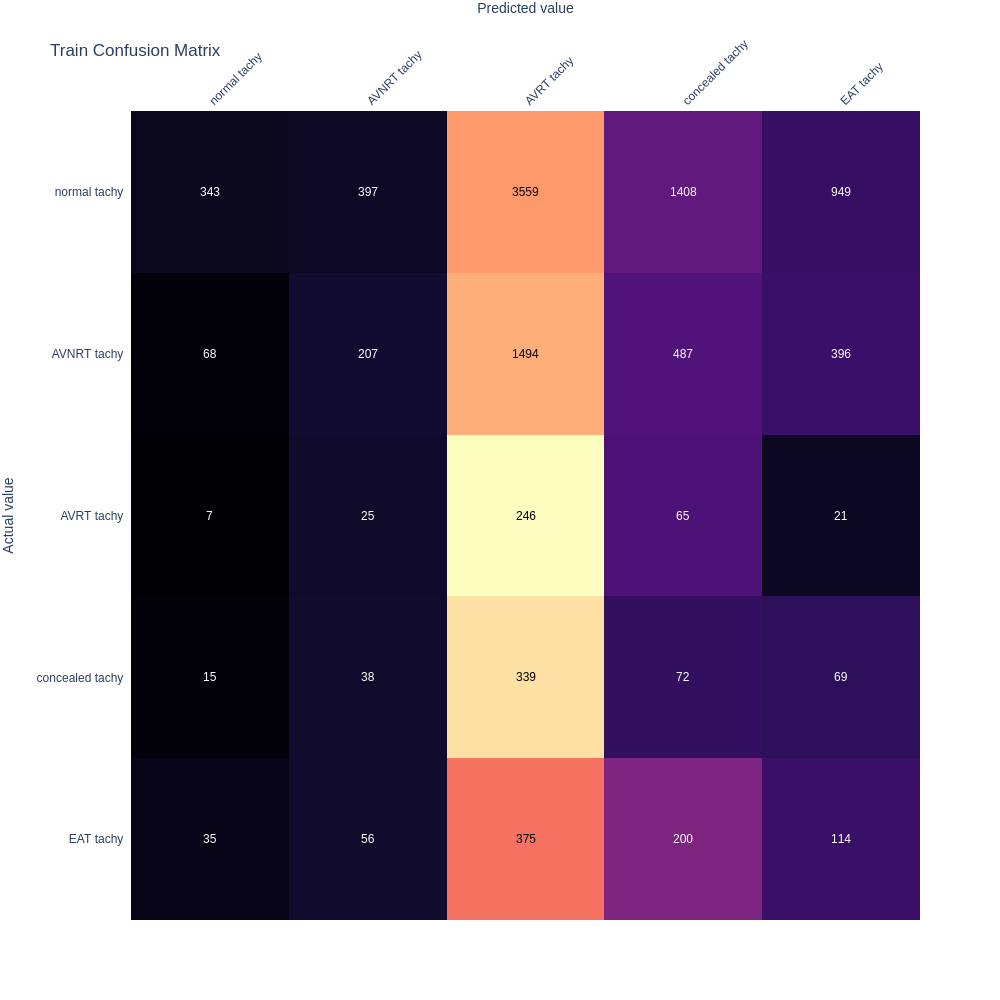 Predicted value
Train Confusion Matrix
normal tachy AVNRT tachy AVRT tachy concealed tachy EAT tachy
normal tachy 343 397 3559 1408 949
AVNRT tachy 68 207 1494 487 396
Actual value
AVRT tachy 7 25 246 65 21
concealed tachy 15 38 339 72 69
EAT tachy 35 56 375 200 114